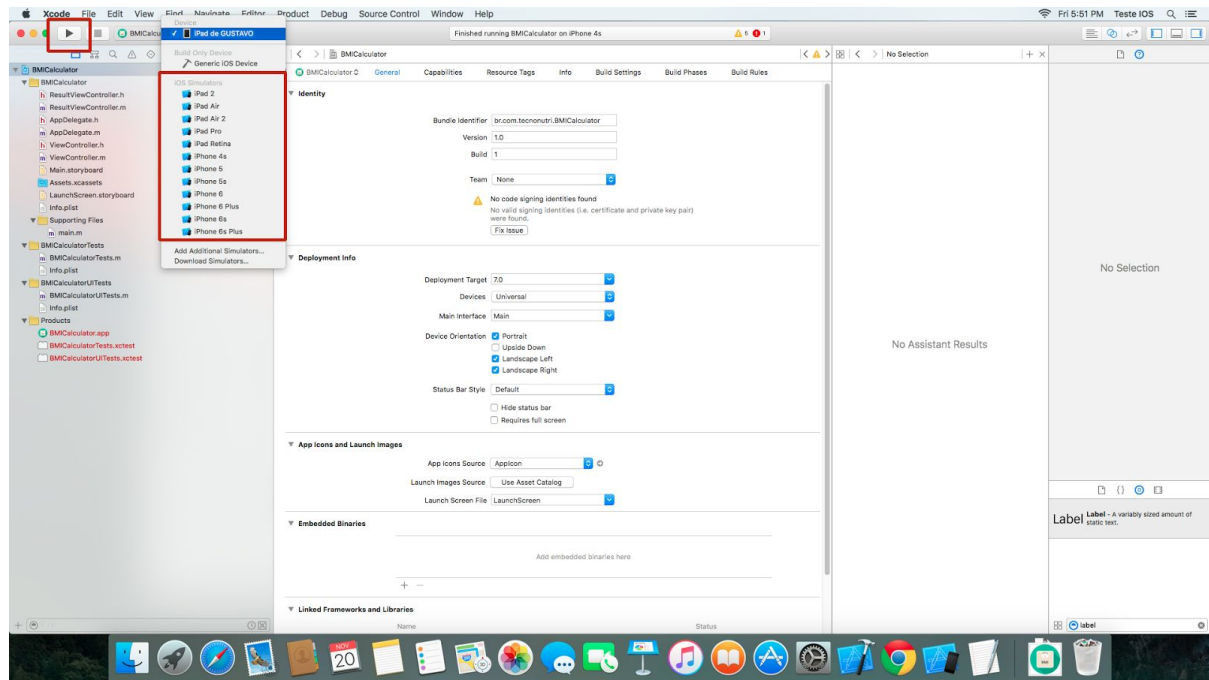 Xcode File Edit View Find Navigate Editor Product Debug Source Control Window Help
Fri 5:51 PM Teste IOS
BMICalcu
Finished running BMICalculator on iPhone 4s
5
1
Device
iPad de GUSTAVO
Build Only Device
Generic iOS Device
iOS Simulators
iPad 2
iPad Air
iPad Air 2
iPad Pro
iPad Retina
iPhone 4s
iPhone 5
iPhone 5s
iPhone 6
iPhone 6 Plus
iPhone 6s
iPhone 6s Plus
Add Additional Simulators...
Download Simulators...
BMICalculator
BMICalculator
ResultViewController.h
ResultViewController.m
AppDelegate.h
AppDelegate.m
ViewController.h
ViewController.m
Main.storyboard
Assets.xcassets
LaunchScreen.storyboard
Info.plist
Supporting Files
main.m
BMICalculatorTests
BMICalculatorTests.m
Info.plist
BMICalculatorUITests
BMICalculatorUITests.m
Info.plist
Products
BMICalculator.app
BMICalculatorTests.xctest
BMICalculatorUITests.xctest
BMICalculator
BMICalculator General Capabilities Resource Tags Info Build Settings Build Phases Build Rules
Identity
Bundle Identifier br.com.tecnonutri.BMICalculator
Version 1.0
Build 1
Team None
No code signing identities found
No valid signing identities (i.e. certificate and private key pair)
were found.
Fix Issue
Deployment Info
Deployment Target 7.0
Devices Universal
Main Interface Main
Device Orientation Portrait
Upside Down
Landscape Left
Landscape Right
Status Bar Style Default
Hide status bar
Requires full screen
App Icons and Launch Images
App Icons Source AppIcon
Launch Images Source Use Asset Catalog
Launch Screen File LaunchScreen
Embedded Binaries
Add embedded binaries here
Linked Frameworks and Libraries
Name Status
No Selection
No Assistant Results
No Selection
Label Label - A variably sized amount of
static text.
label
NOV
20